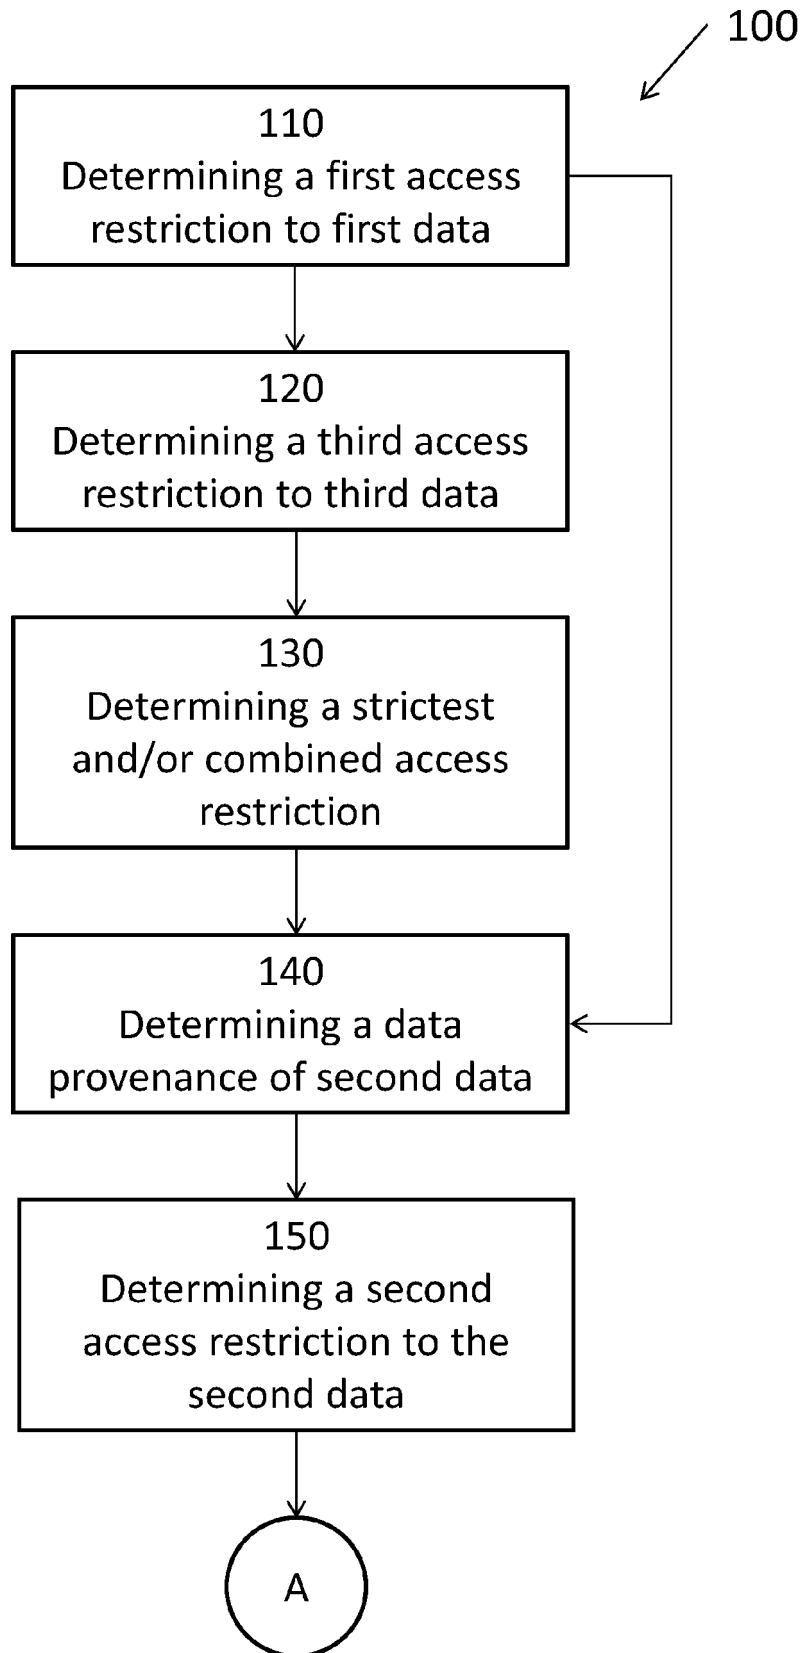 100
110
Determining a first access
restriction to first data
120
Determining a third access
restriction to third data
130
Determining a strictest
and/or combined access
restriction
140
Determining a data
provenance of second data
150
Determining a second
access restriction to the
second data
A